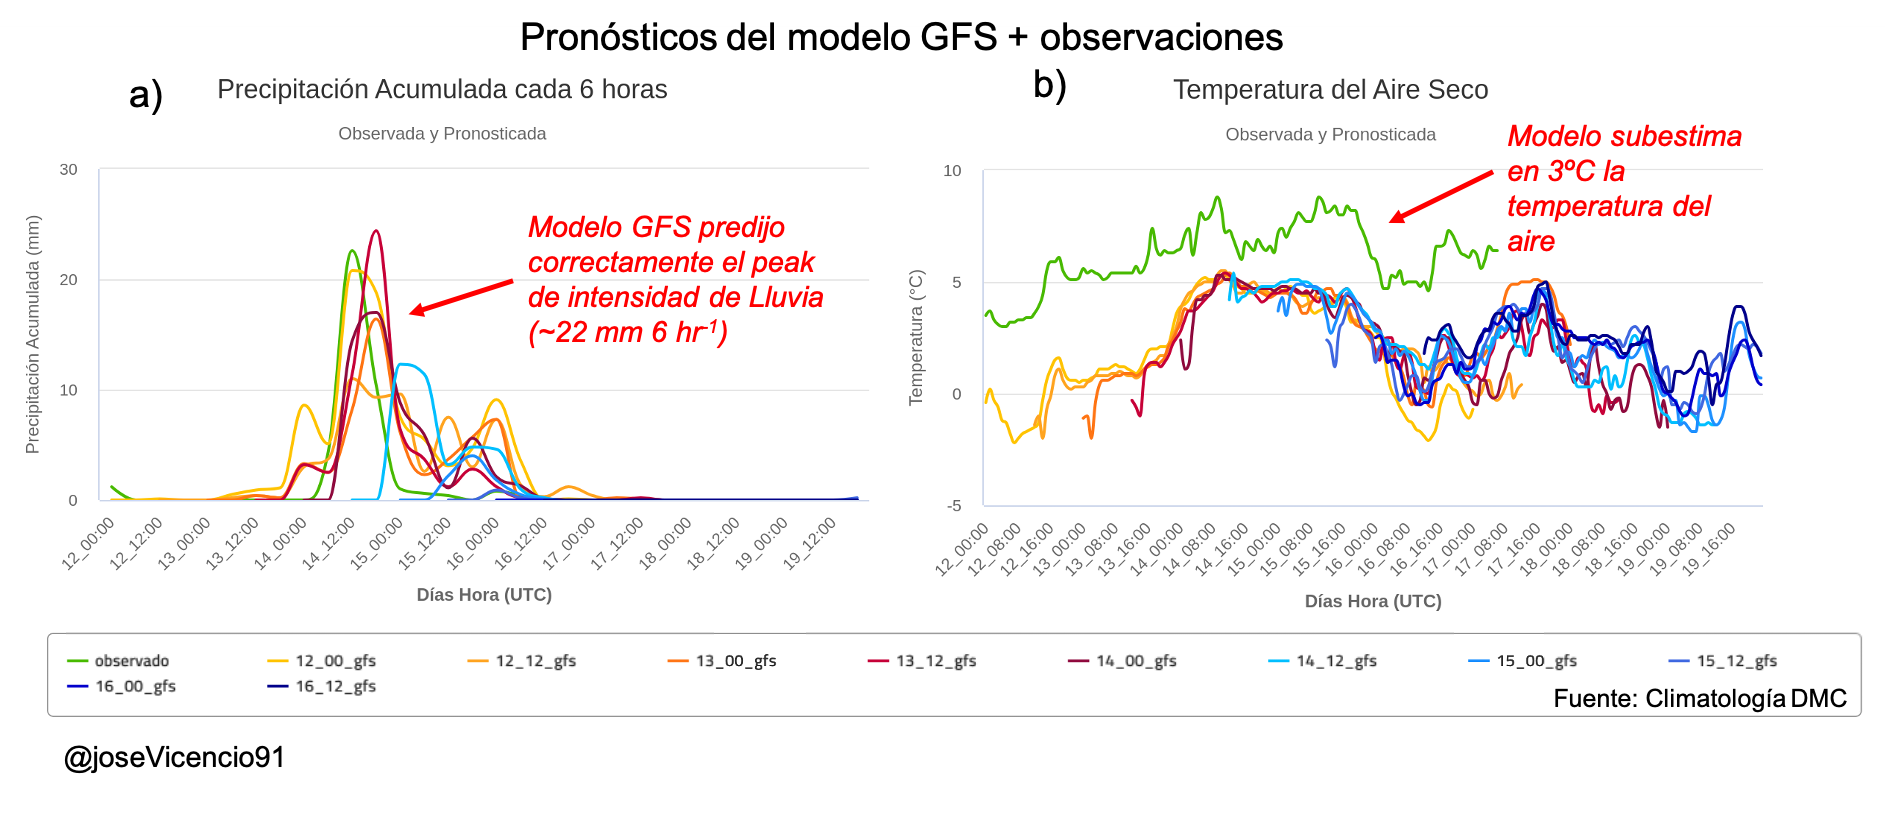 Pronósticos del modelo GFS + observaciones
a)
Precipitación Acumulada cada 6 horas
Observada y Pronosticada
Precipitación Acumulada (mm)
30
20
10
0
Modelo GFS predijo
correctamente el peak
de intensidad de Lluvia
(~22 mm 6 hr-1)
12_00:00
12_12:00
13_00:00
13_12:00
14_00:00
14_12:00
15_00:00
15_12:00
16_00:00
16_12:00
17_00:00
17_12:00
18_00:00
18_12:00
19_00:00
19_12:00
Días Hora (UTC)
b)
Temperatura del Aire Seco
Observada y Pronosticada
Modelo subestima
en 3ºC la
temperatura del
aire
Temperatura (°C)
10
5
0
-5
12_00:00
12_08:00
12_16:00
13_00:00
13_08:00
13_16:00
14_00:00
14_08:00
14_16:00
15_00:00
15_08:00
15_16:00
16_00:00
16_08:00
16_16:00
17_00:00
17_08:00
17_16:00
18_00:00
18_08:00
18_16:00
19_00:00
19_08:00
19_16:00
Días Hora (UTC)
observado 12_00_gfs 12_12_gfs 13_00_gfs 13_12_gfs 14_00_gfs 14_12_gfs 15_00_gfs 15_12_gfs
16_00_gfs 16_12_gfs
Fuente: Climatología DMC
@joseVicencio91